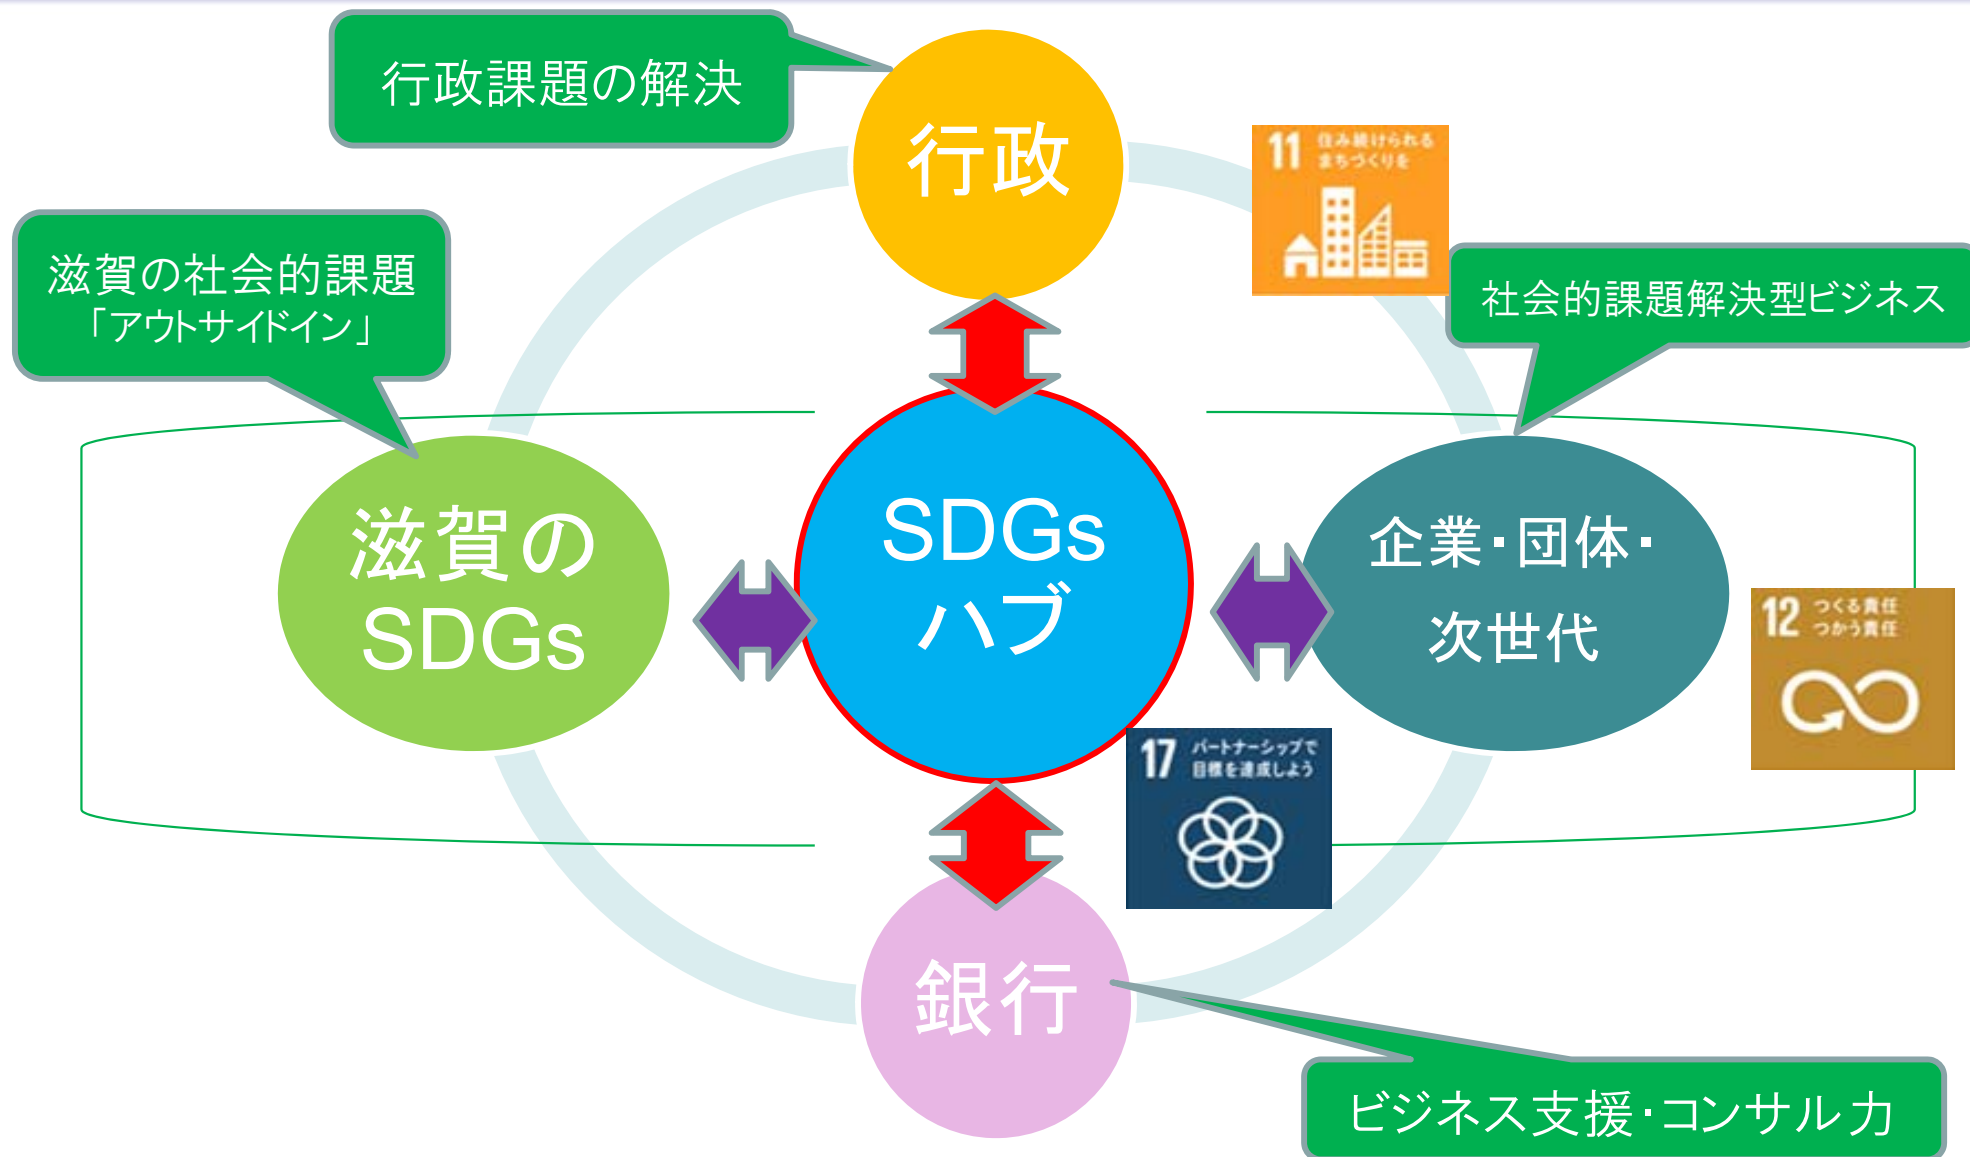 行政課題の解決
行政
11 住み続けられる
まちづくりを
滋賀の社会的課題
「アウトサイドイン」
社会的課題解決型ビジネス
滋賀の
SDGs
SDGs
ハブ
企業・団体・
次世代
12 つくる責任
つかう責任
17 パートナーシップで
目標を達成しよう
銀行
ビジネス支援・コンサル力